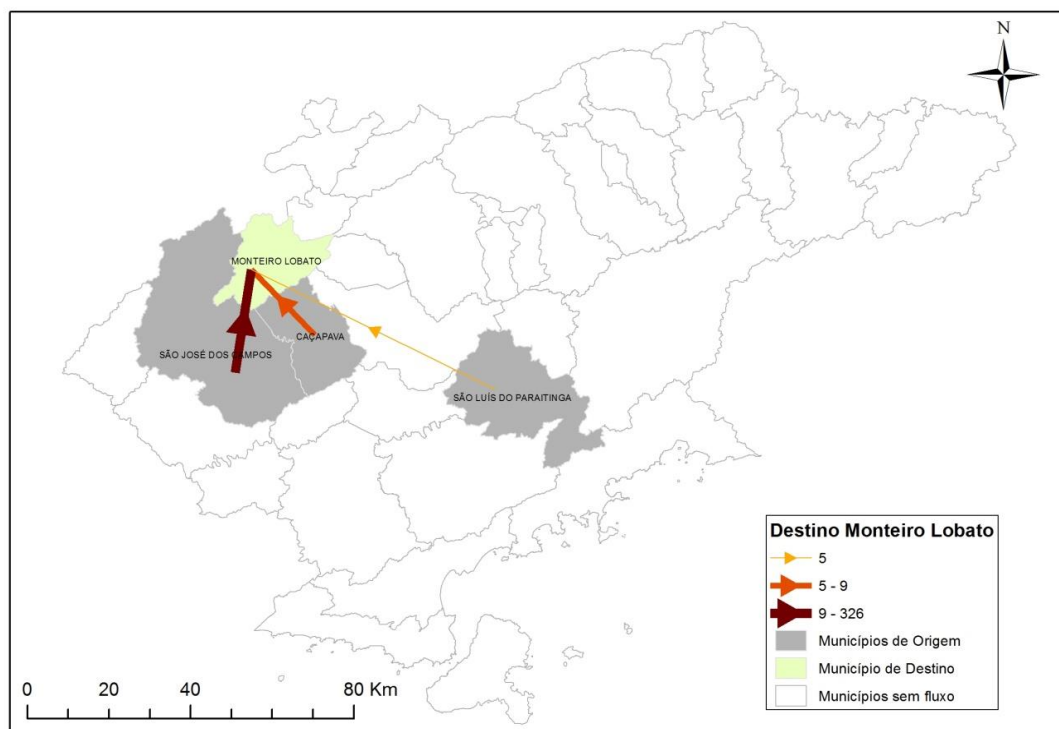 N
MONTEIRO LOBATO
CAÇAPAVA
SÃO JOSÉ DOS CAMPOS
SÃO LUÍS DO PARAITINGA
Destino Monteiro Lobato
5
5 - 9
9 - 326
Municípios de Origem
Município de Destino
Municípios sem fluxo
0 20 40 80 Km